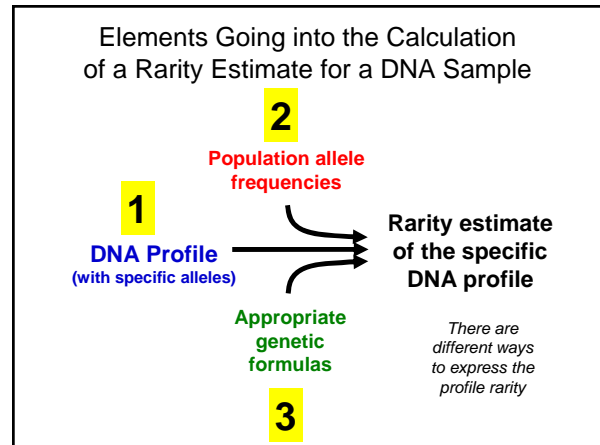 Elements Going into the Calculation
of a Rarity Estimate for a DNA Sample
2
Population allele
frequencies
1
DNA Profile
(with specific alleles)
Rarity estimate
of the specific
DNA profile
Appropriate
genetic
formulas
3
There are
different ways
to express the
profile rarity